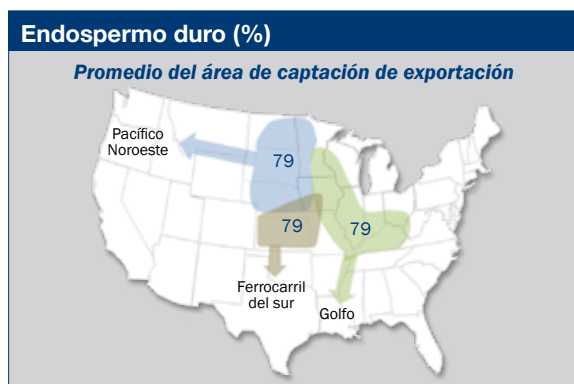 Endospermo duro (%)
Promedio del área de captación de exportación
Pacífico
Noroeste
79
79
79
Ferrocarril
del sur
Golfo